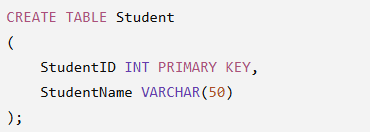 CREATE TABLE Student
(
    StudentID INT PRIMARY KEY,
    StudentName VARCHAR(50)
);